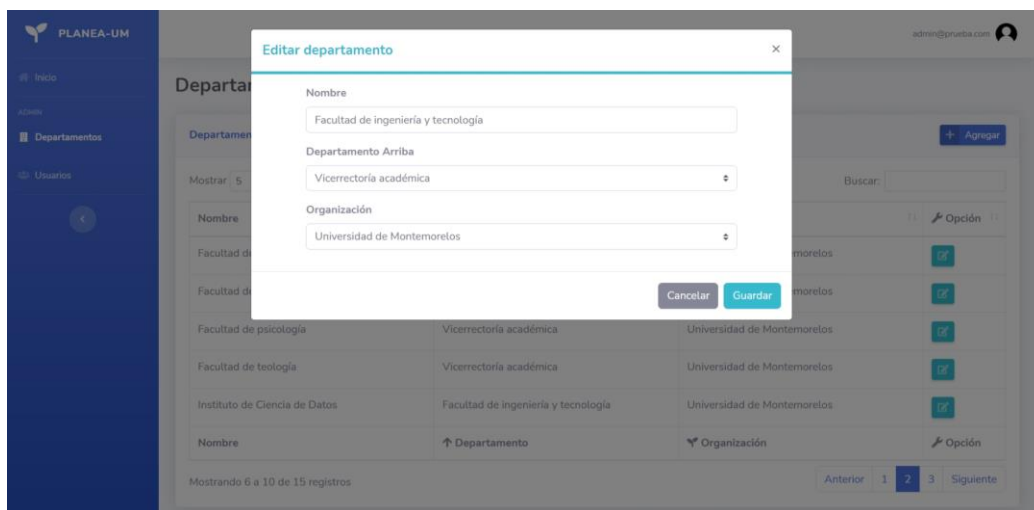 PLANEA-UM
admin@prueba.com
Editar departamento
×
Inicio
Departar
Nombre
Facultad de ingeniería y tecnología
ADMIN
Departamentos
Departamen
+ Agregar
Departamento Arriba
Usuarios
Mostrar 5
Vicerrectoría académica
Buscar:
Organización
Nombre
Opción
Universidad de Montemorelos
Facultad de
morelos
Cancelar
Guardar
Facultad de
morelos
Facultad de psicología Vicerrectoría académica Universidad de Montemorelos
Facultad de teología Vicerrectoría académica Universidad de Montemorelos
Instituto de Ciencia de Datos Facultad de ingeniería y tecnología Universidad de Montemorelos
Nombre ↑ Departamento Organización Opción
Mostrando 6 a 10 de 15 registros Anterior 1 2 3 Siguiente